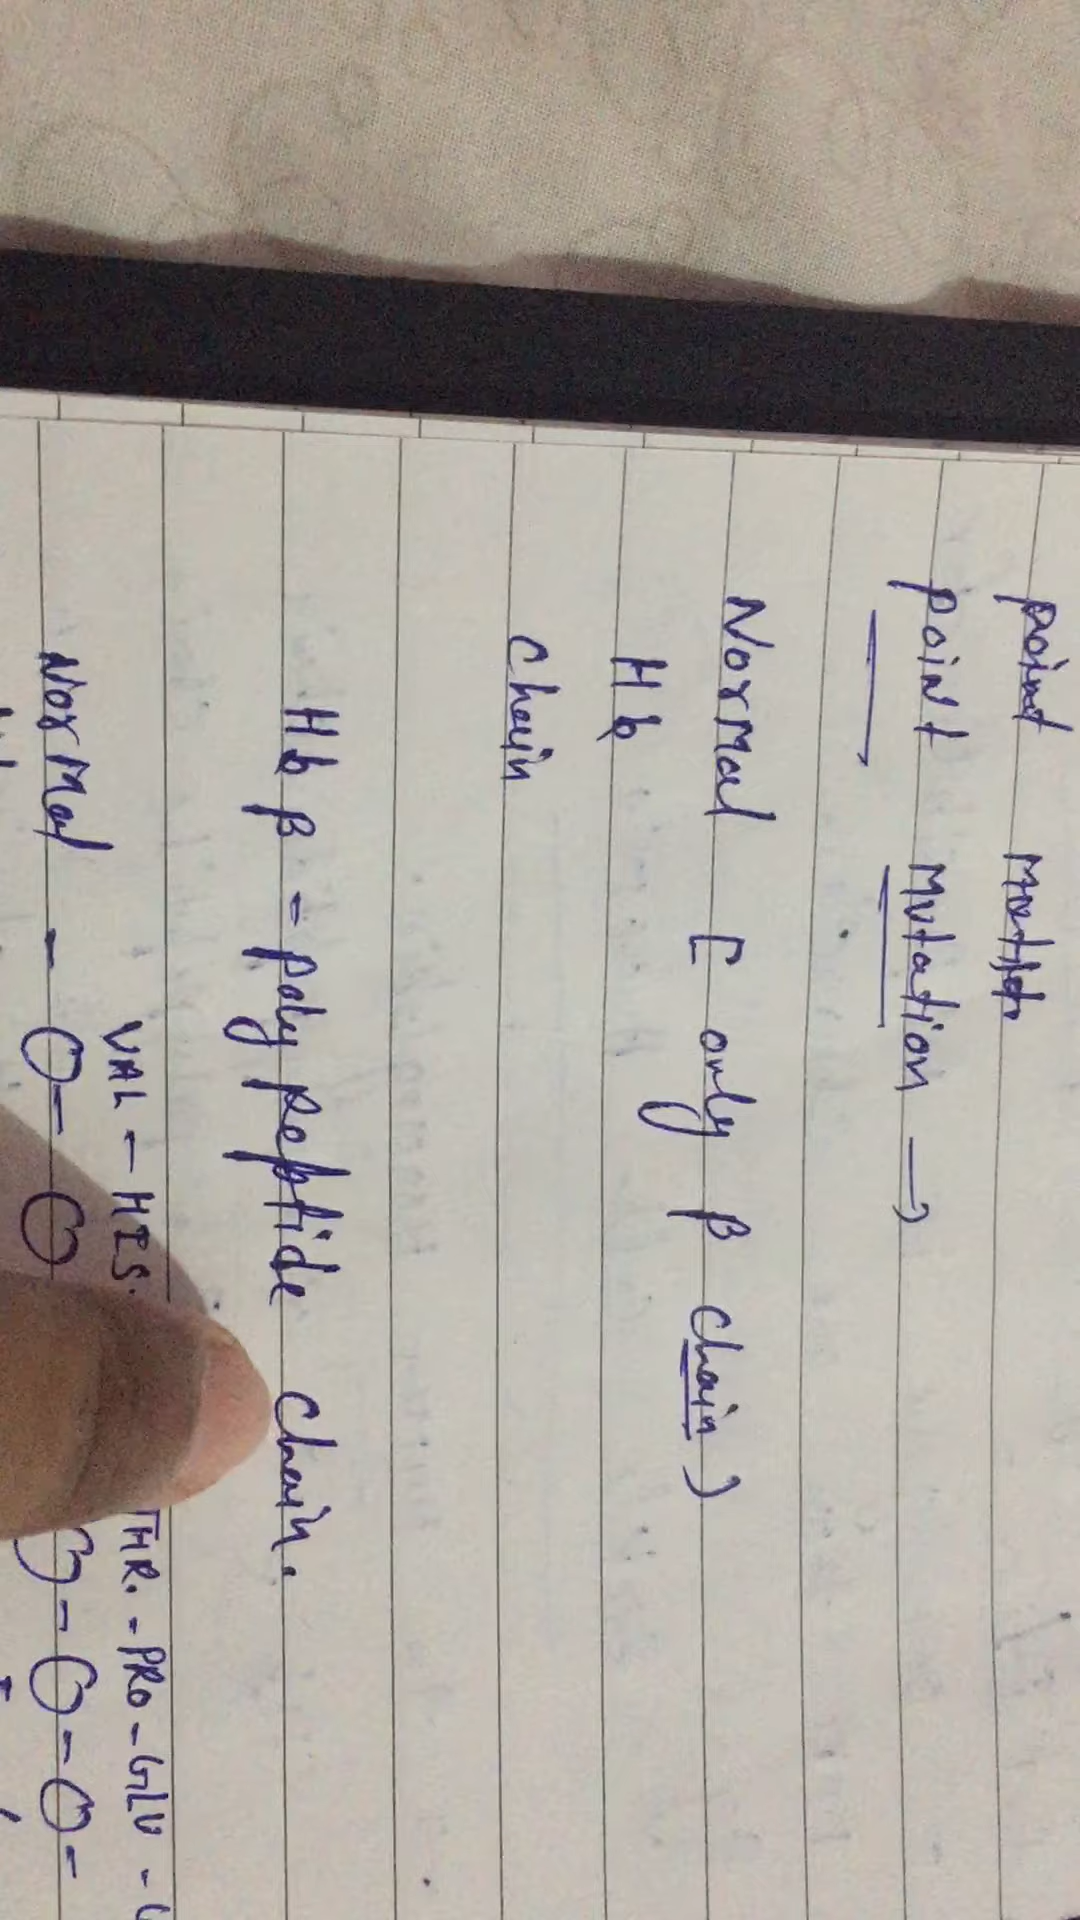 Point Mutation
Point Mutation →
Normal [ only β chain )
Hb
Chain
Hb β = Poly Peptide Chain.
VAL - HIS. THR. - PRO - GLU -
Normal -